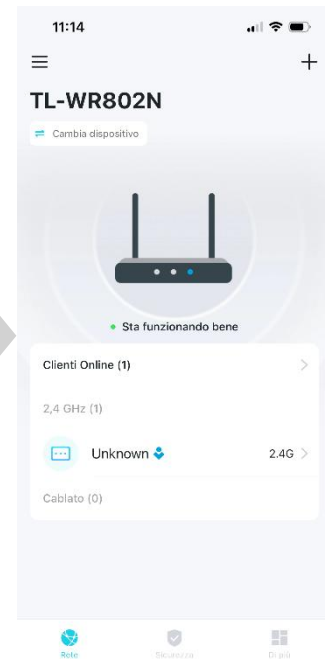 11:14
TL-WR802N
Cambia dispositivo
Sta funzionando bene
Clienti Online (1)
2,4 GHz (1)
Unknown
2.4G
Cablato (0)
Rete
Sicurezza
Di più